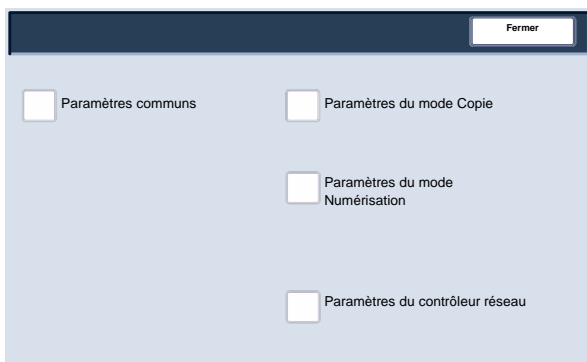 Fermer
Paramètres communs
Paramètres du mode Copie
Paramètres du mode
Numérisation
Paramètres du contrôleur réseau